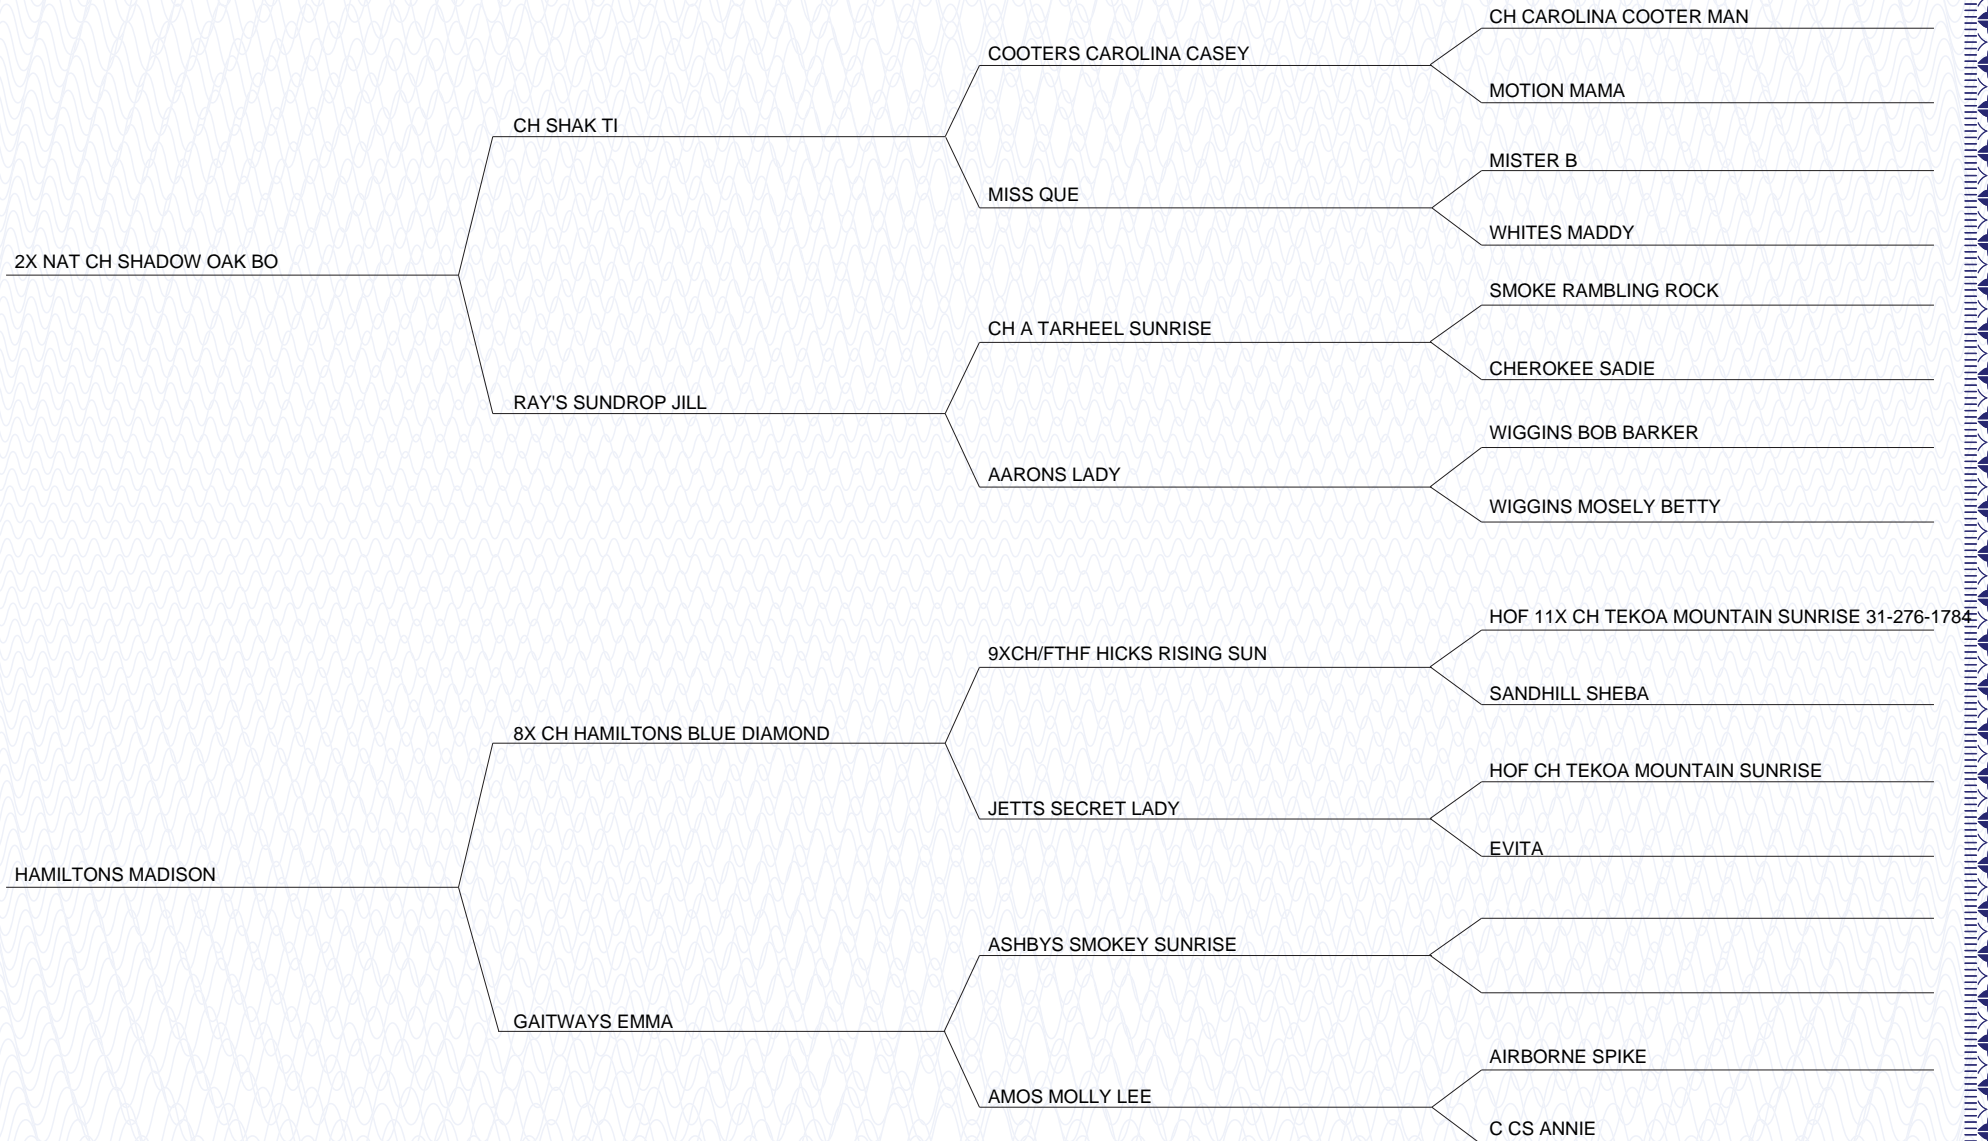 CH CAROLINA COOTER MAN
COOTERS CAROLINA CASEY
MOTION MAMA
CH SHAK TI
MISTER B
MISS QUE
WHITES MADDY
2X NAT CH SHADOW OAK BO
SMOKE RAMBLING ROCK
CH A TARHEEL SUNRISE
CHEROKEE SADIE
RAY'S SUNDROP JILL
WIGGINS BOB BARKER
AARONS LADY
WIGGINS MOSELY BETTY
HOF 11X CH TEKOA MOUNTAIN SUNRISE 31-276-1784
9XCH/FTHF HICKS RISING SUN
SANDHILL SHEBA
8X CH HAMILTONS BLUE DIAMOND
HOF CH TEKOA MOUNTAIN SUNRISE
JETTS SECRET LADY
EVITA
HAMILTONS MADISON
ASHBYS SMOKEY SUNRISE
GAITWAYS EMMA
AIRBORNE SPIKE
AMOS MOLLY LEE
C CS ANNIE